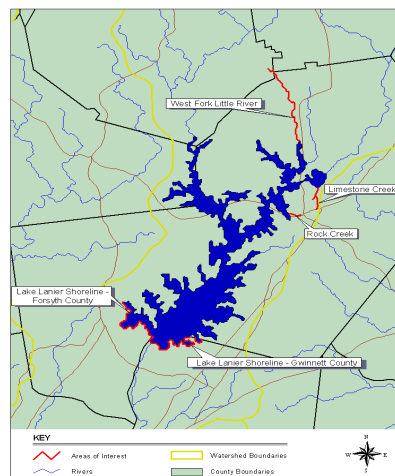 West Fork Little River
Limestone Creek
Rock Creek
Lake Lanier Shoreline -
Forsyth County
Lake Lanier Shoreline - Gwinnett County
KEY
Areas of Interest
Watershed Boundaries
Rivers
County Boundaries
N
W
E
S